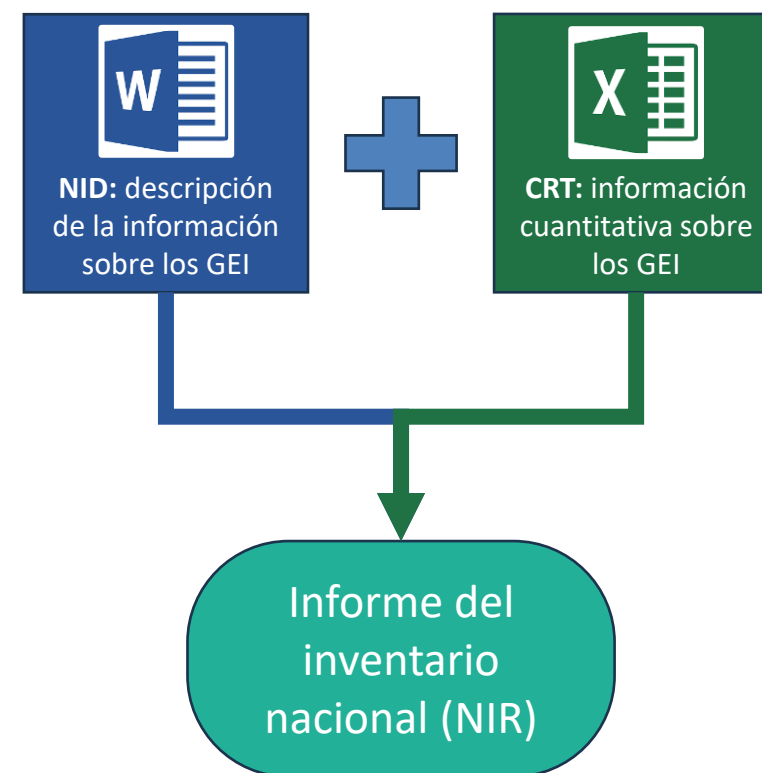 W
NID: descripción
de la información
sobre los GEI
X
CRT: información
cuantitativa sobre
los GEI
Informe del
inventario
nacional (NIR)